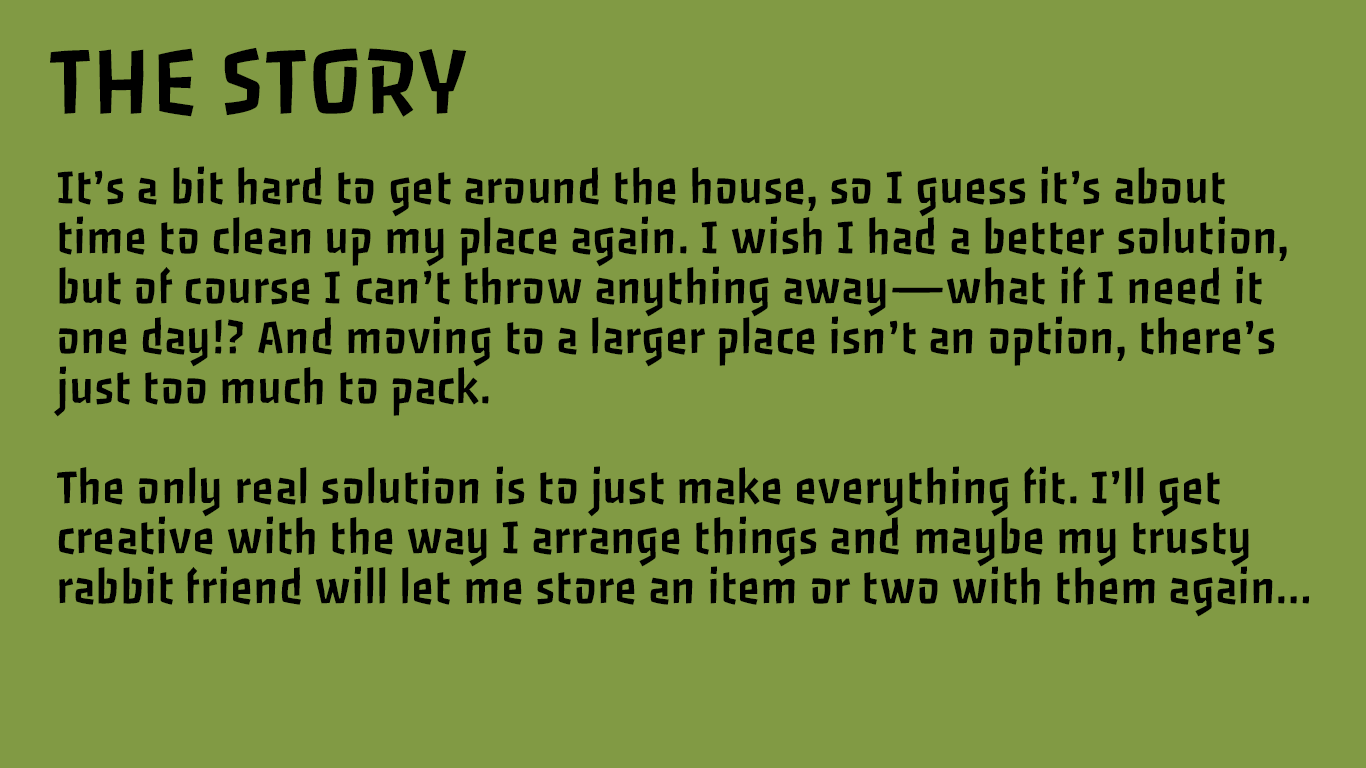 THE STORY
It’s a bit hard to get around the house, so I guess it’s about
time to clean up my place again. I wish I had a better solution,
but of course I can’t throw anything away—what if I need it
one day!? And moving to a larger place isn’t an option, there’s
just too much to pack.
The only real solution is to just make everything fit. I’ll get
creative with the way I arrange things and maybe my trusty
rabbit friend will let me store an item or two with them again...